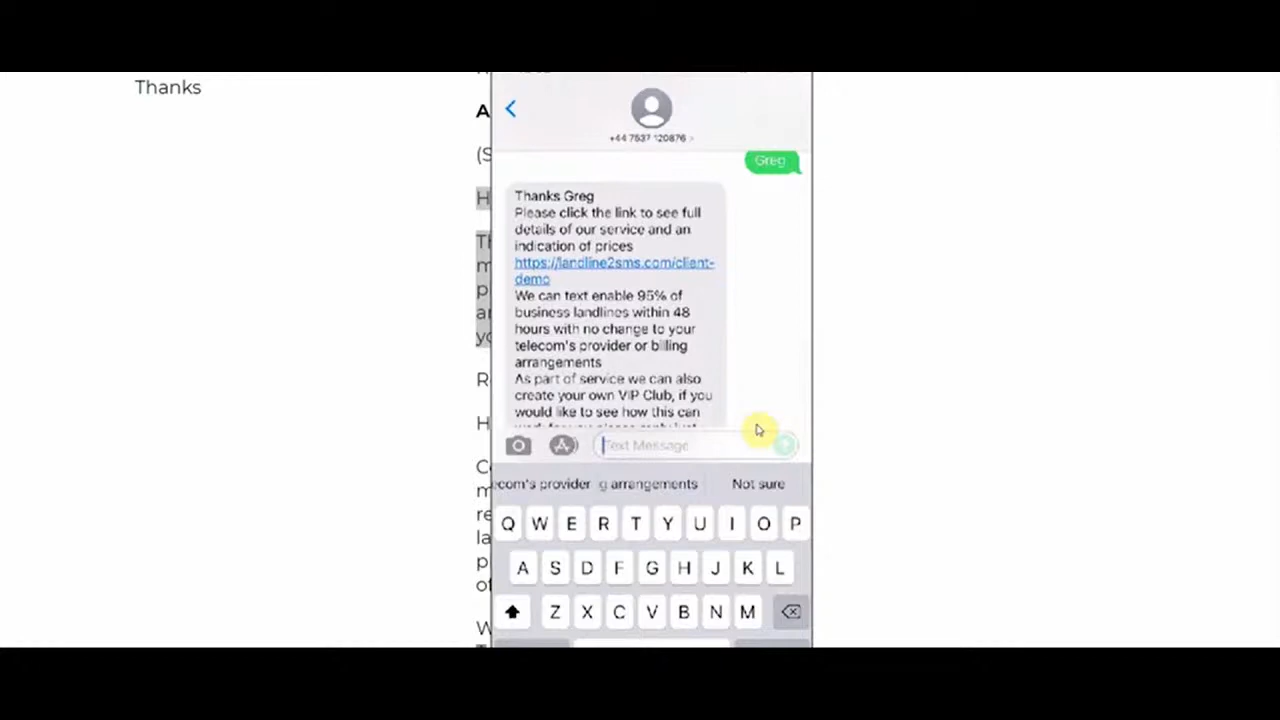 Thanks
+44 7537 120876 >
Greg
Thanks Greg
Please click the link to see full
details of our service and an
indication of prices
https://landline2sms.com/client-
demo
We can text enable 95% of
business landlines within 48
hours with no change to your
telecom's provider or billing
arrangements
As part of service we can also
create your own VIP Club, if you
would like to see how this can
Text Message
ecom's provider
g arrangements
Not sure
Q W E R T Y U I O P
A S D F G H J K L
Z X C V B N M